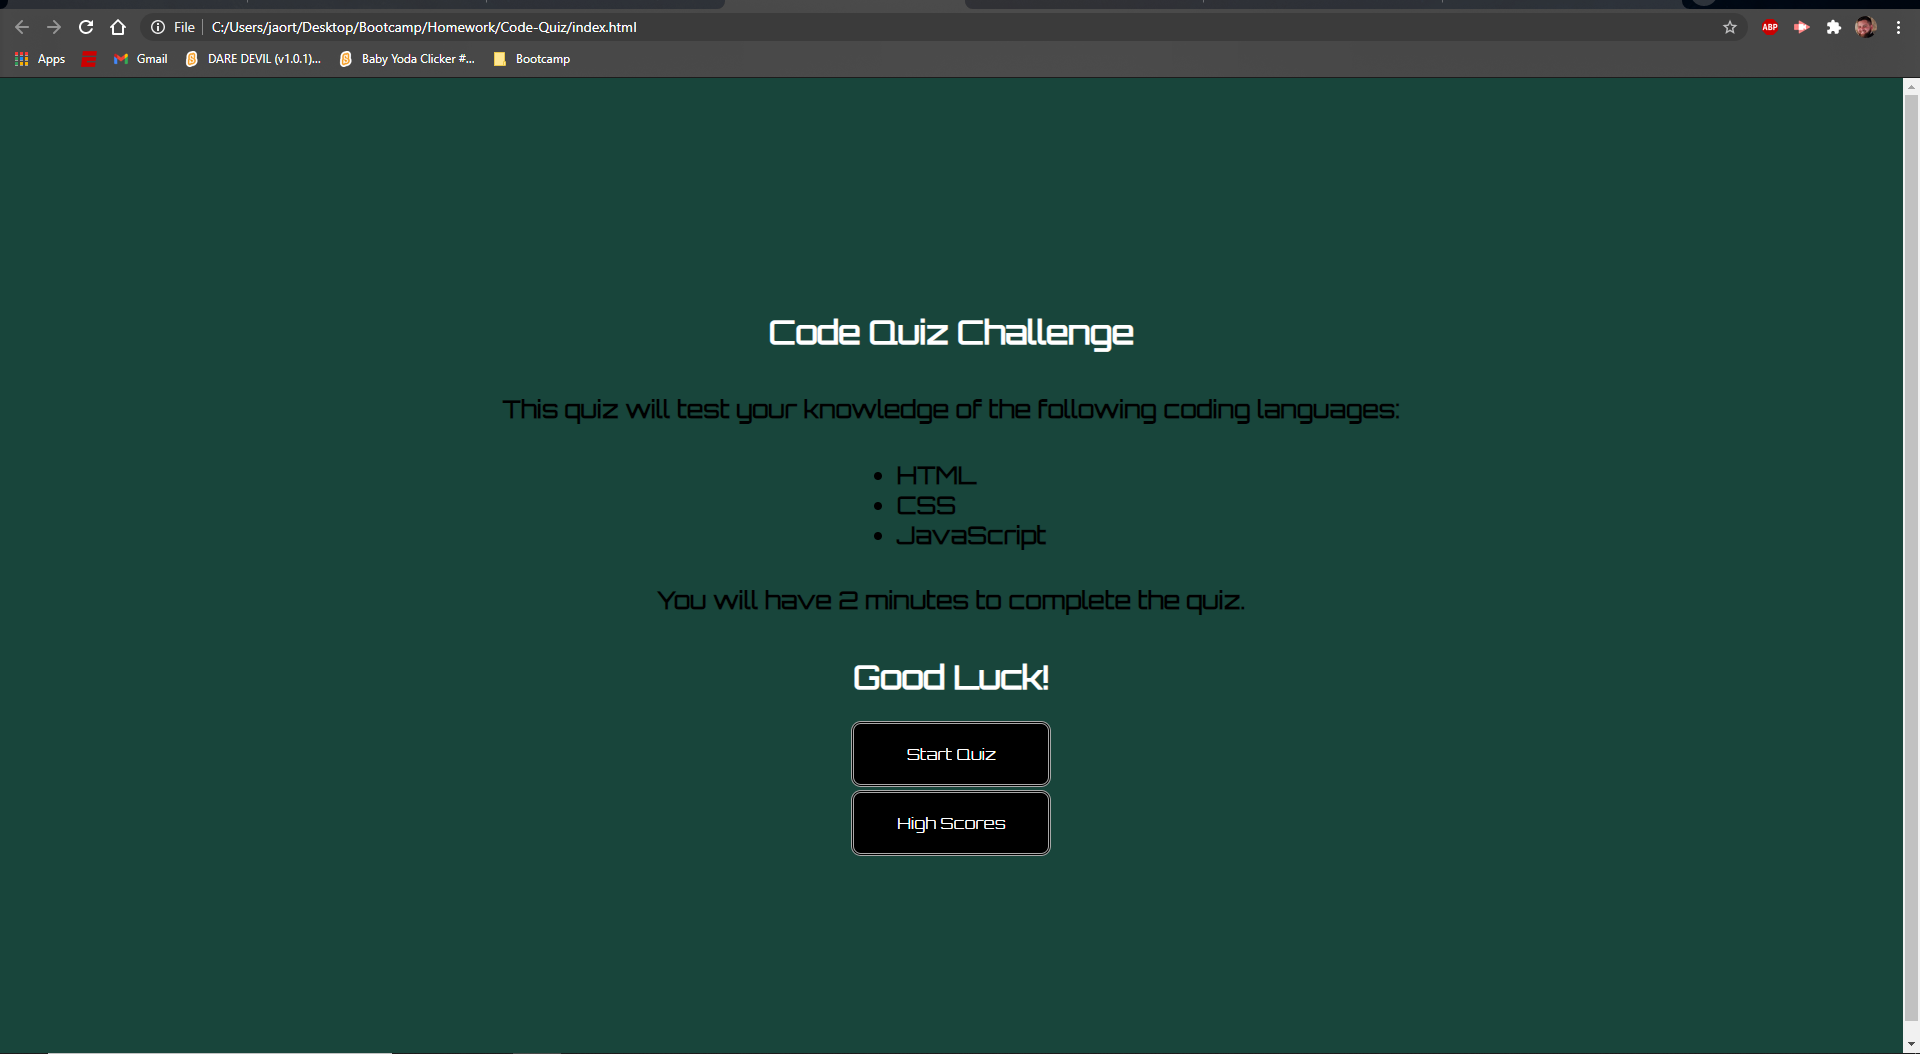 File C:/Users/jaort/Desktop/Bootcamp/Homework/Code-Quiz/index.html ABP
Apps Gmail DARE DEVIL (v1.0.1)... Baby Yoda Clicker #... Bootcamp
Code Quiz Challenge
This quiz will test your knowledge of the following coding languages:
• HTML
• CSS
• JavaScript
You will have 2 minutes to complete the quiz.
Good Luck!
Start Quiz
High Scores